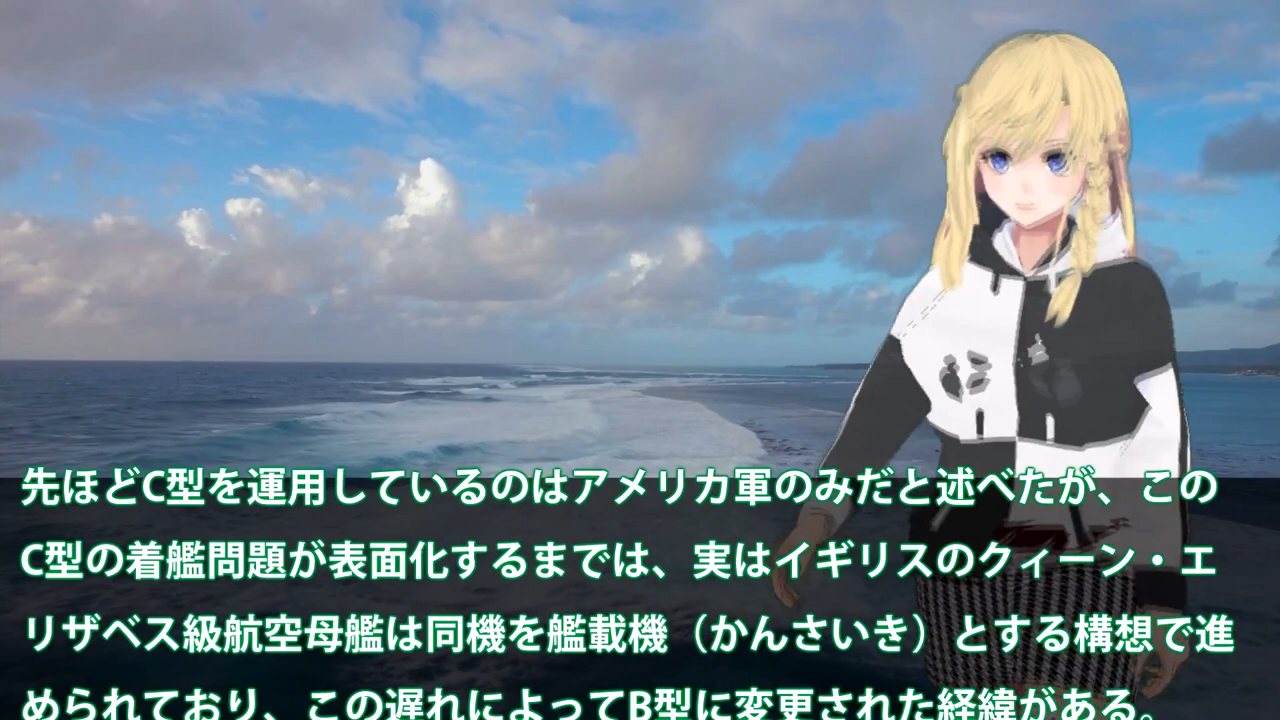 先ほどC型を運用しているのはアメリカ軍のみだと述べたが、この
C型の着艦問題が表面化するまでは、実はイギリスのクィーン・エ
リザベス級航空母艦は同機を艦載機（かんさいき）とする構想で進
められており、この遅れによってB型に変更された経緯がある。